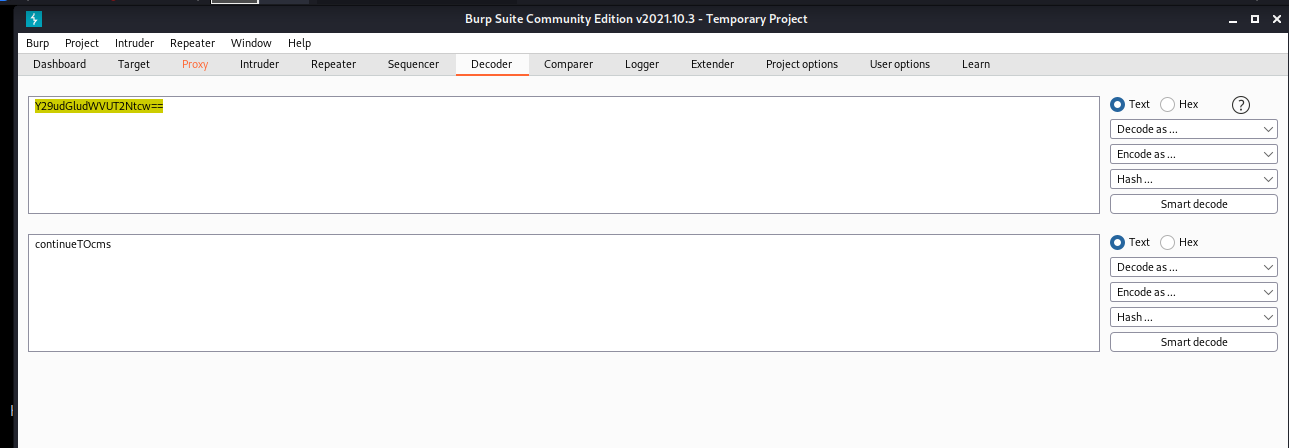 Burp Suite Community Edition v2021.10.3 - Temporary Project
Burp Project Intruder Repeater Window Help
Dashboard Target Proxy Intruder Repeater Sequencer Decoder Comparer Logger Extender Project options User options Learn
Y29udGludWVUT2Ntcw==
Text Hex ?
Decode as ...
Encode as ...
Hash ...
Smart decode
continueTOcms
Text Hex
Decode as ...
Encode as ...
Hash ...
Smart decode